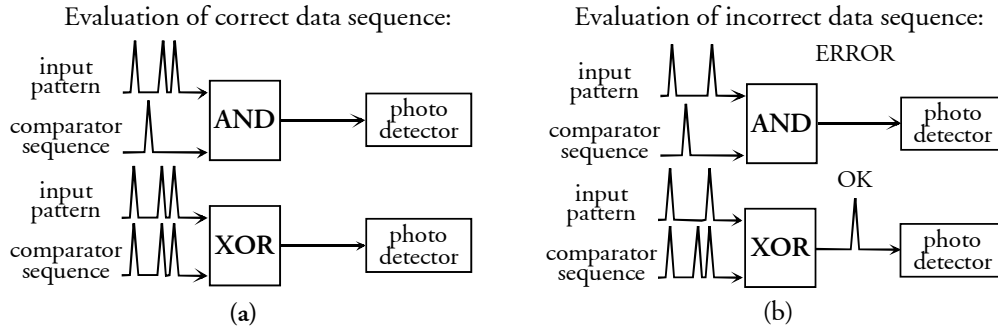 Evaluation of correct data sequence:
input
pattern
comparator
sequence
AND
photo
detector
input
pattern
comparator
sequence
XOR
photo
detector
(a)
Evaluation of incorrect data sequence:
ERROR
input
pattern
comparator
sequence
AND
photo
detector
OK
input
pattern
comparator
sequence
XOR
photo
detector
(b)